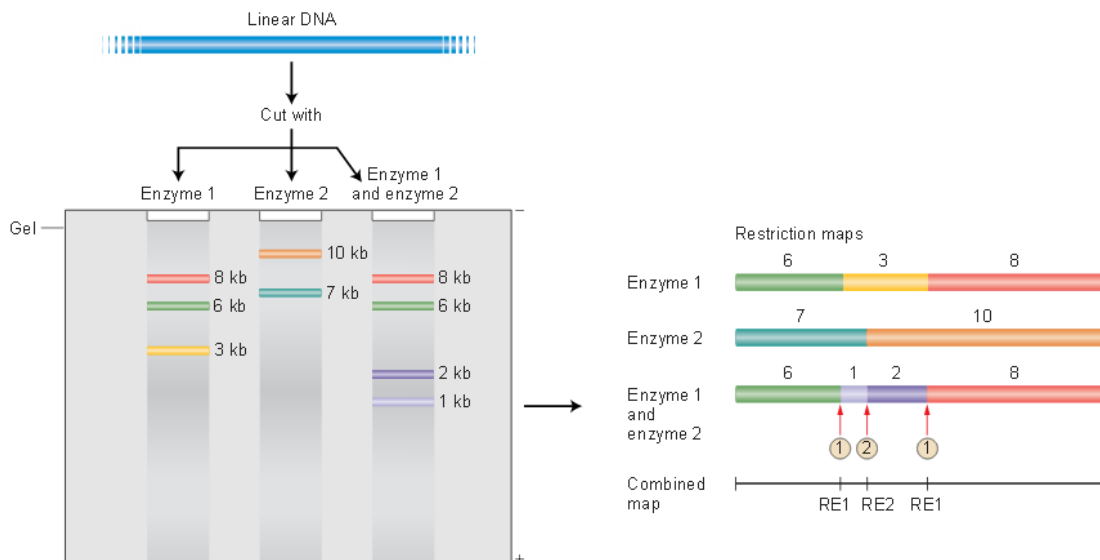 Linear DNA
Cut with
Enzyme 1
Enzyme 2
Enzyme 1
and enzyme 2
Gel
−
10 kb
8 kb
7 kb
8 kb
6 kb
6 kb
3 kb
2 kb
1 kb
+
Restriction maps
6 3 8
Enzyme 1
7 10
Enzyme 2
6 1 2 8
Enzyme 1
and
enzyme 2
1 2 1
Combined
map
RE1 RE2 RE1